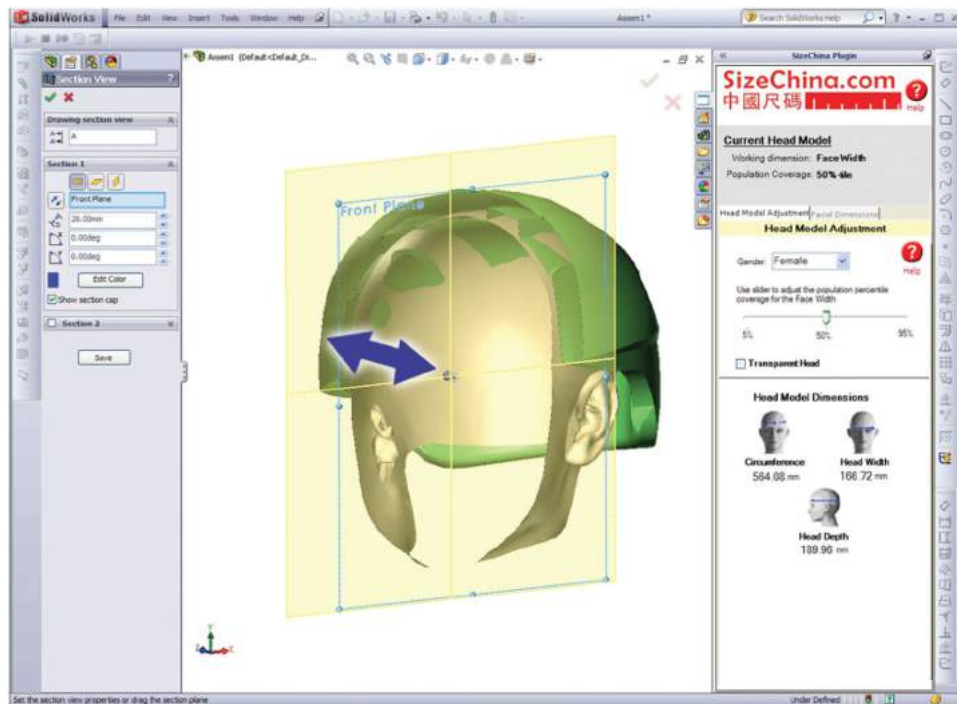 SolidWorks
File Edit View Insert Tools Window Help
Assem1 *
Search SolidWorks Help
Section View
?
Drawing section view
A
Section 1
Front Plane
26.00mm
0.00deg
0.00deg
Edit Color
Show section cap
Section 2
Save
Assem1 (Default<Default_Di...
Front Plane
SizeChina Plugin
SizeChina.com
中國尺碼
?
Help
Current Head Model
Working dimension: Face Width
Population Coverage: 50%-tile
Head Model Adjustment
Facial Dimensions
Head Model Adjustment
?
Help
Gender: Female
Use slider to adjust the population percentile
coverage for the Face Width
5% 50% 95%
Transparent Head
Head Model Dimensions
Circumference
564.08 mm
Head Width
166.72 mm
Head Depth
189.96 mm
Set the section view properties or drag the section plane
Under Defined